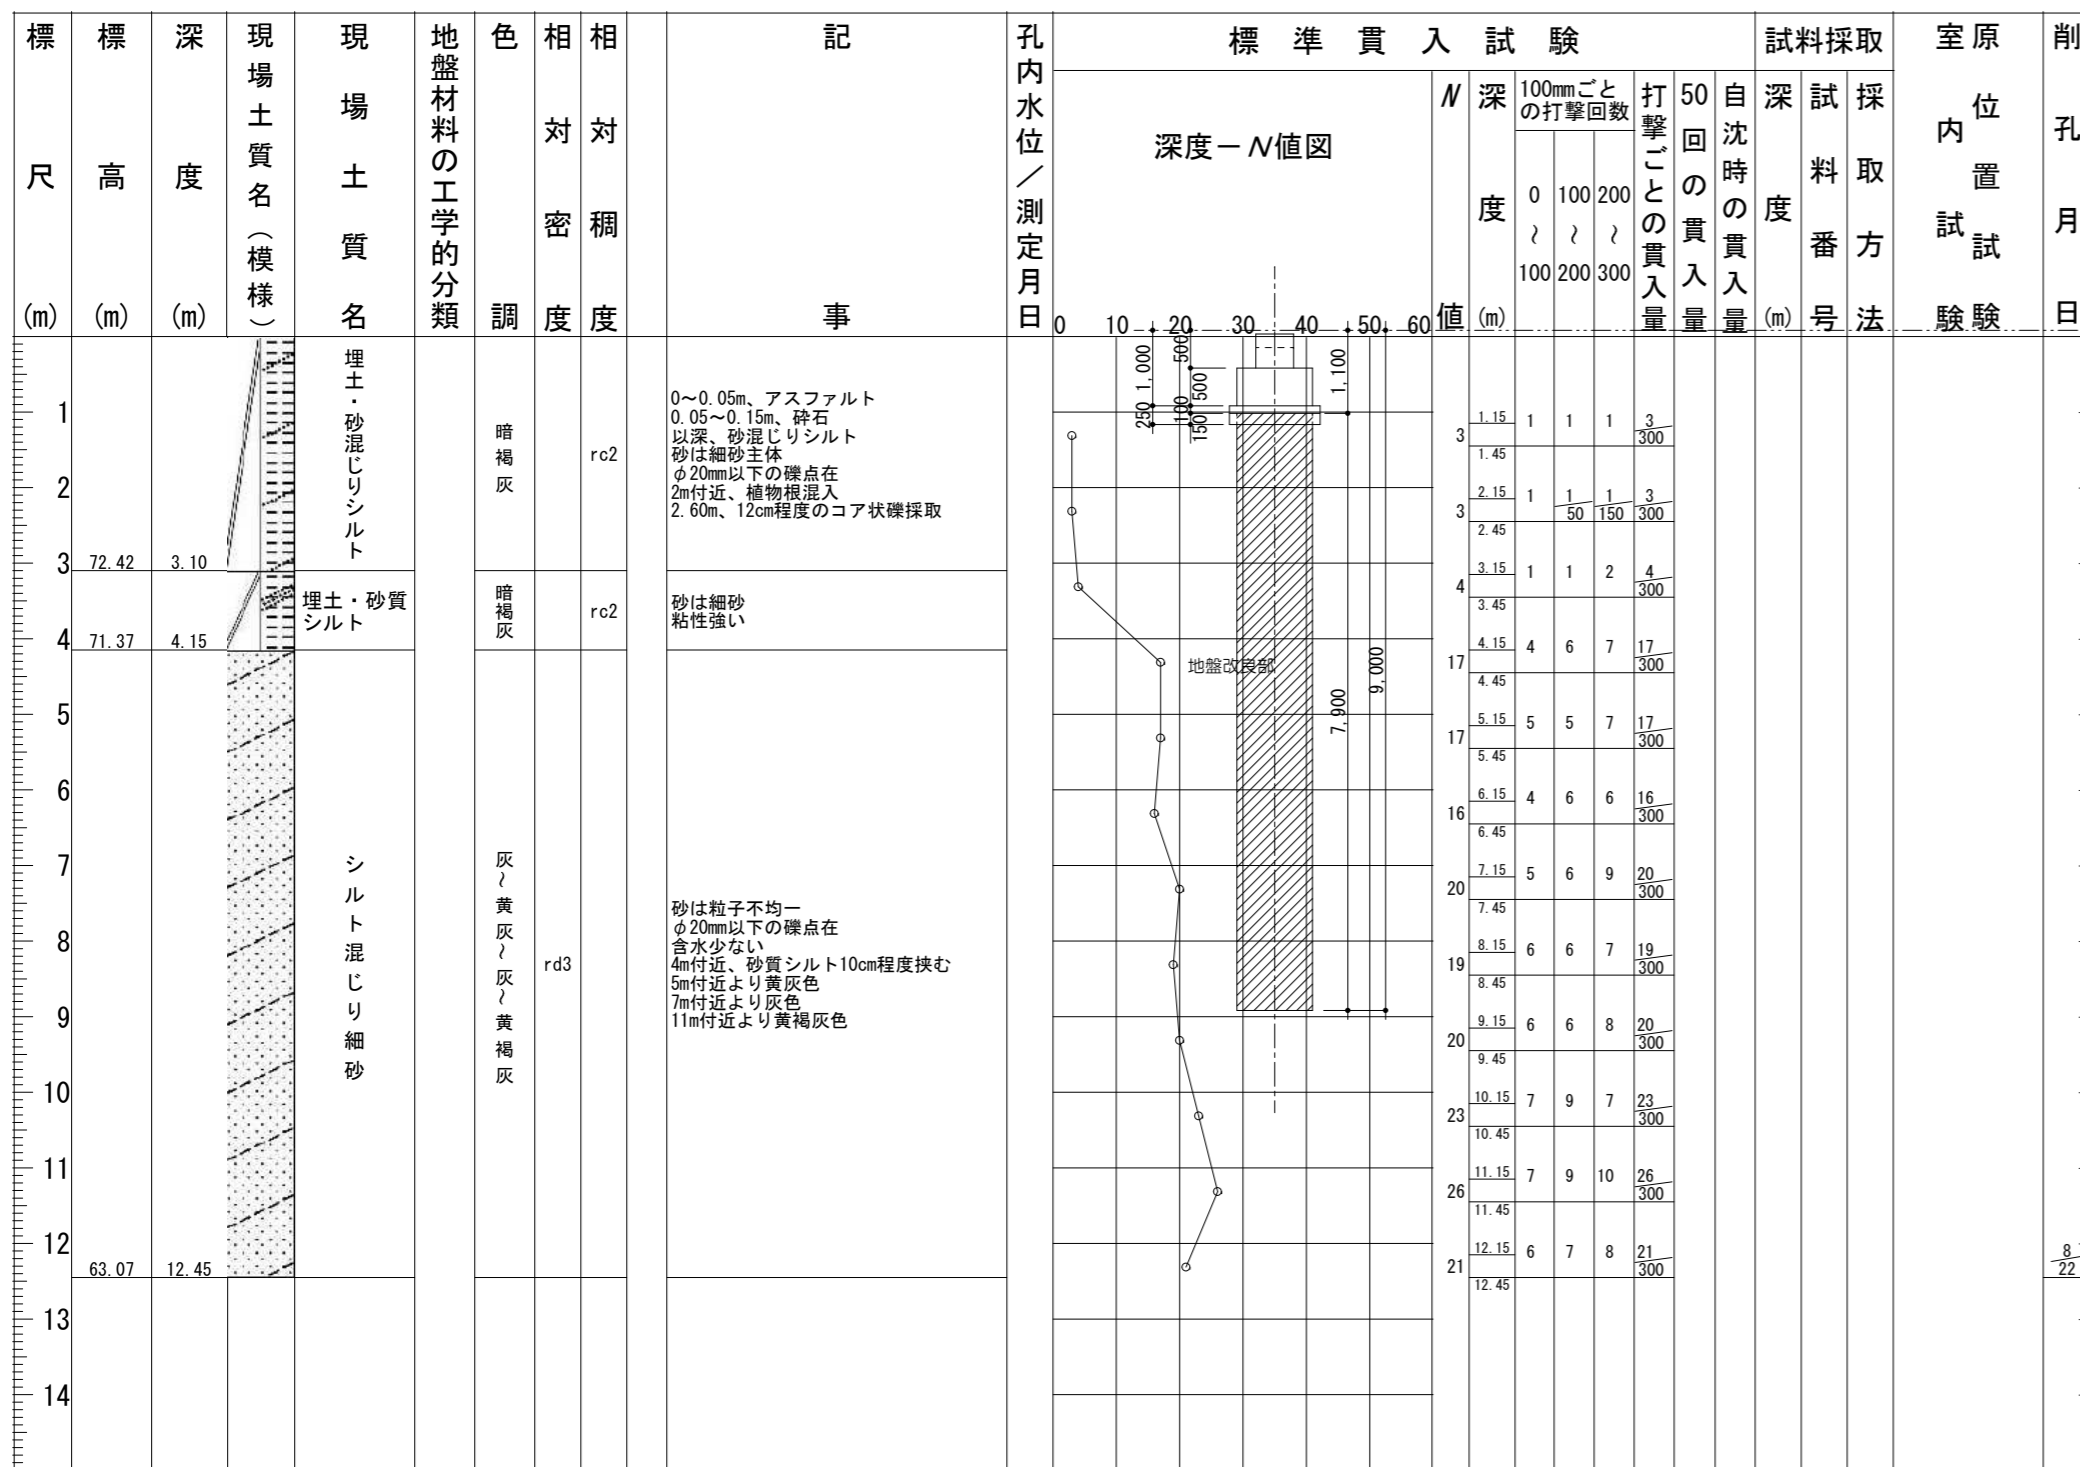 標尺(m)
標高(m)
深度(m)
現場土質名(模様)
現場土質名
地盤材料の工学的分類
色調
相対密度
相対稠度
記事
孔内水位/測定月日
標準貫入試験
深度-N値図
0 10 20 30 40 50 60
N値
深度(m)
100mmごと
の打撃回数
0~100
100~200
200~300
打撃ごとの貫入量
50回の貫入量
自沈時の貫入量
試料採取
深度(m)
試料番号
採取方法
室内試験
原位置試験
削孔月日
1
2
3
4
5
6
7
8
9
10
11
12
13
14
72.42 3.10
埋土・砂混じりシルト
暗褐灰
rc2
0~0.05m、アスファルト
0.05~0.15m、砕石
以深、砂混じりシルト
砂は細砂主体
φ20mm以下の礫点在
2m付近、植物根混入
2.60m、12cm程度のコア状礫採取
71.37 4.15
埋土・砂質
シルト
暗褐灰
rc2
砂は細砂
粘性強い
63.07 12.45
シルト混じり細砂
灰~黄灰~灰~黄褐灰
rd3
砂は粒子不均一
φ20mm以下の礫点在
含水少ない
4m付近、砂質シルト10cm程度挟む
5m付近より黄灰色
7m付近より灰色
11m付近より黄褐灰色
1,000
250
500
500
100
150
1,100
7,900
9,000
地盤改良部
3 1.15 1 1 1 3/300
1.45
3 2.15 1 1/50 1/150 3/300
2.45
4 3.15 1 1 2 4/300
3.45
17 4.15 4 6 7 17/300
4.45
17 5.15 5 5 7 17/300
5.45
16 6.15 4 6 6 16/300
6.45
20 7.15 5 6 9 20/300
7.45
19 8.15 6 6 7 19/300
8.45
20 9.15 6 6 8 20/300
9.45
23 10.15 7 9 7 23/300
10.45
26 11.15 7 9 10 26/300
11.45
21 12.15 6 7 8 21/300
12.45
8/22